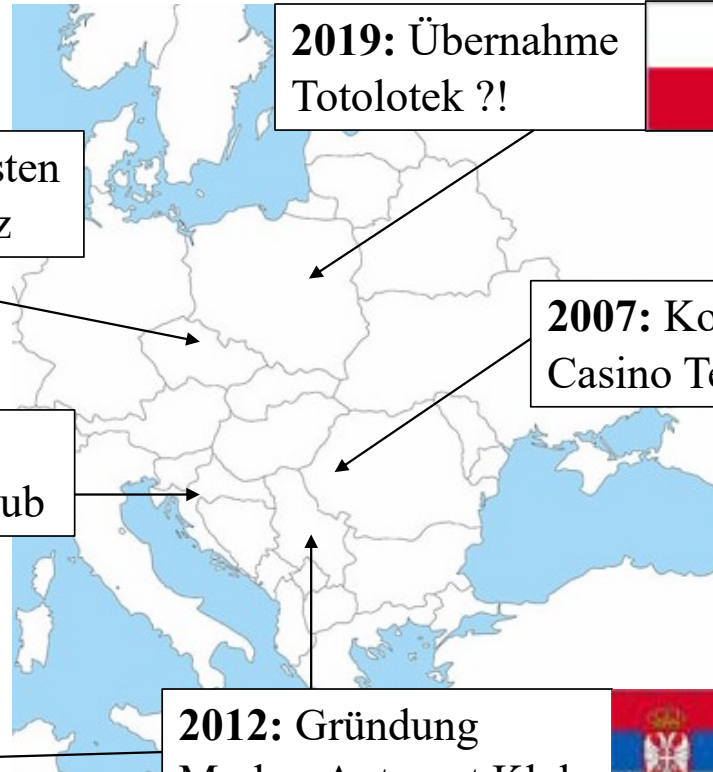 2019: Übernahme
Totolotek ?!
sten
z
2007: Ko
Casino Te
ub
2012: Gründung